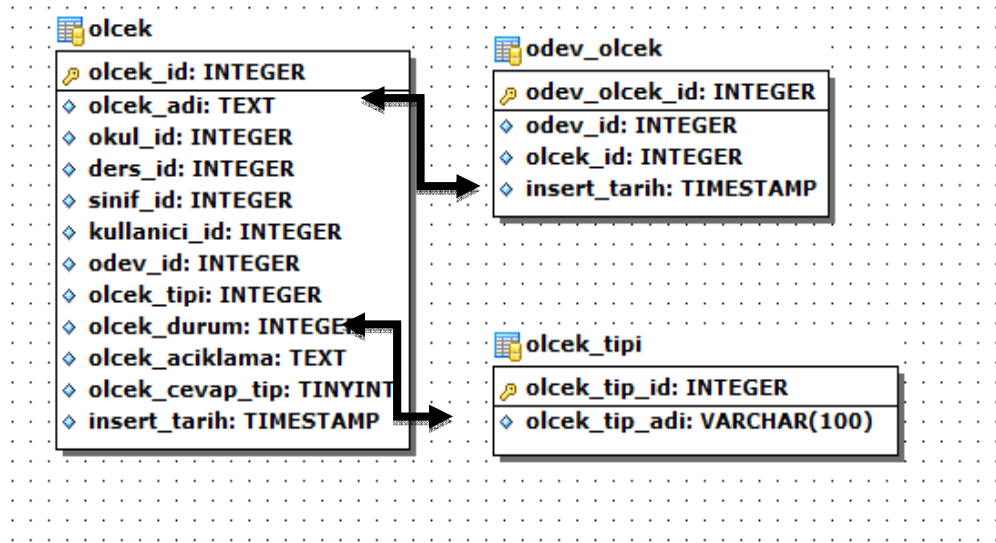 olcek
olcek_id: INTEGER
olcek_adi: TEXT
okul_id: INTEGER
ders_id: INTEGER
sinif_id: INTEGER
kullanici_id: INTEGER
odev_id: INTEGER
olcek_tipi: INTEGER
olcek_durum: INTEGER
olcek_aciklama: TEXT
olcek_cevap_tip: TINYINT
insert_tarih: TIMESTAMP
odev_olcek
odev_olcek_id: INTEGER
odev_id: INTEGER
olcek_id: INTEGER
insert_tarih: TIMESTAMP
olcek_tipi
olcek_tip_id: INTEGER
olcek_tip_adi: VARCHAR(100)